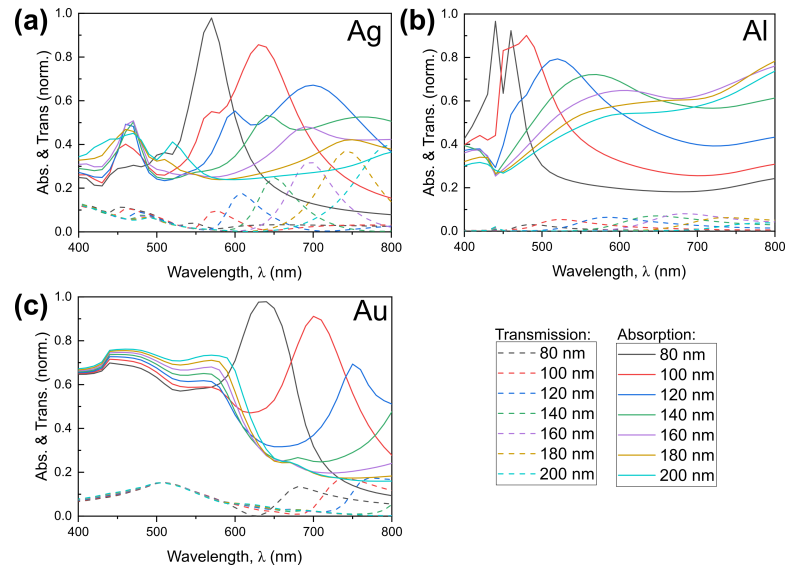 (a)
Ag
Abs. & Trans (norm.)
1.0
0.8
0.6
0.4
0.2
0.0
400 500 600 700 800
Wavelength, λ (nm)
(b)
Al
Abs. & Trans. (norm.)
1.0
0.8
0.6
0.4
0.2
0.0
400 500 600 700 800
Wavelength, λ (nm)
(c)
Au
Abs. & Trans. (norm.)
1.0
0.8
0.6
0.4
0.2
0.0
400 500 600 700 800
Wavelength, λ (nm)
Transmission:
80 nm
100 nm
120 nm
140 nm
160 nm
180 nm
200 nm
Absorption:
80 nm
100 nm
120 nm
140 nm
160 nm
180 nm
200 nm